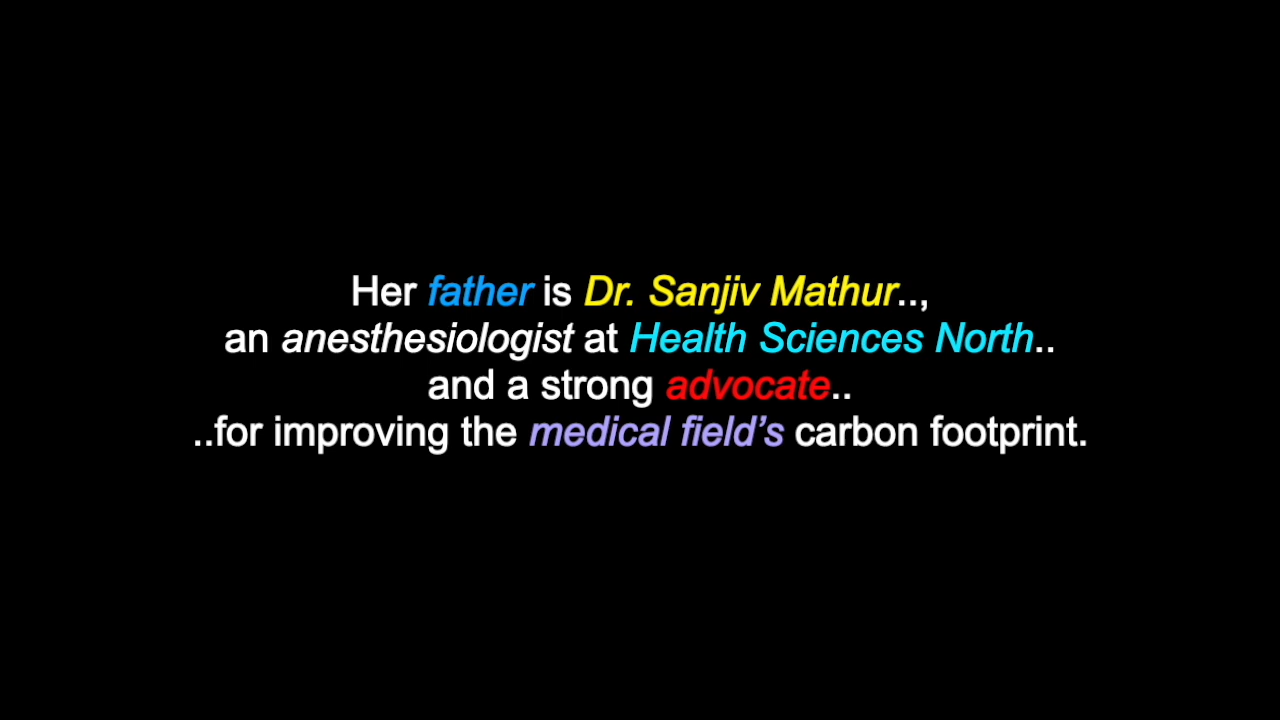 Her father is Dr. Sanjiv Mathur..,
an anesthesiologist at Health Sciences North..
and a strong advocate..
..for improving the medical field’s carbon footprint.